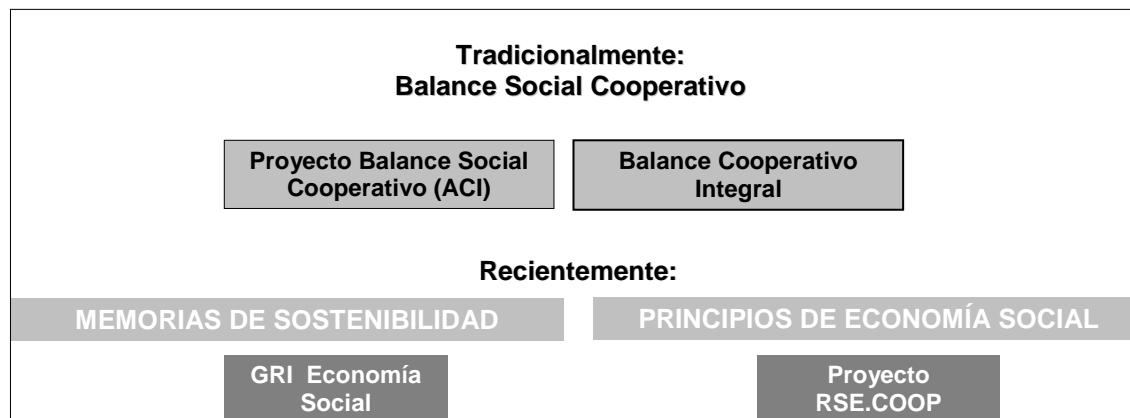 Tradicionalmente:
Balance Social Cooperativo
Proyecto Balance Social
Cooperativo (ACI)
Balance Cooperativo
Integral
Recientemente:
MEMORIAS DE SOSTENIBILIDAD
PRINCIPIOS DE ECONOMÍA SOCIAL
GRI Economía
Social
Proyecto
RSE.COOP